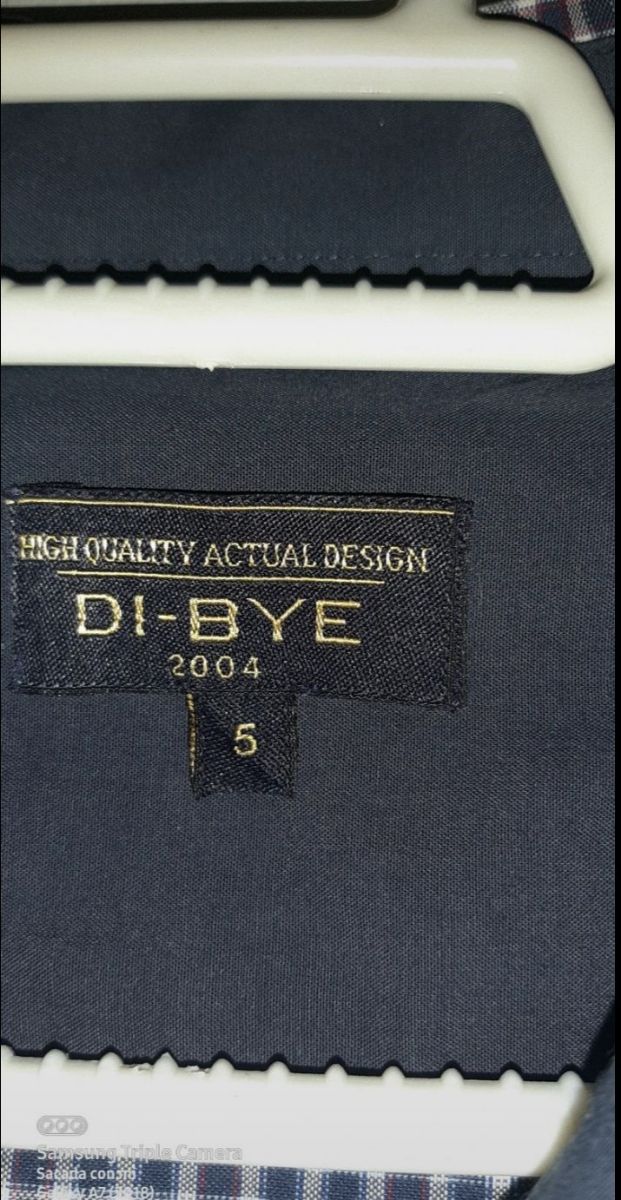 HIGH QUALITY ACTUAL DESIGN
DI-BYE
2004
5
Samsung Triple Camera